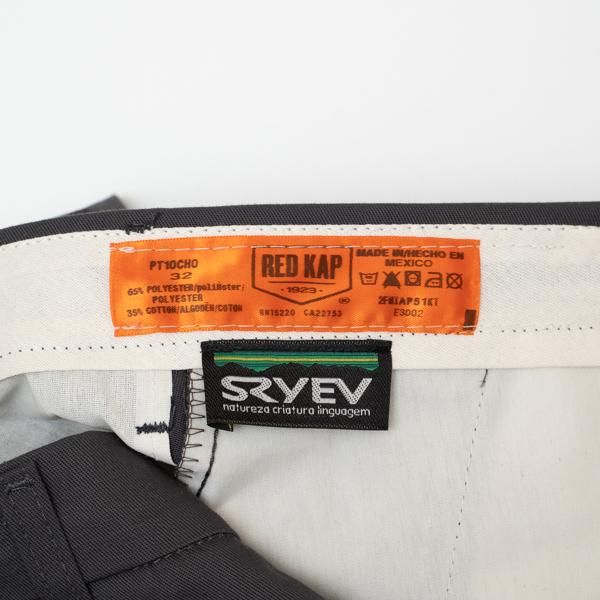 PT10CHO
32
65% POLYESTER/poliéster/
POLYESTER
35% COTTON/ALGODÓN/COTON
RED KAP
·1923·
®
RN15220 CA22753
MADE IN/HECHO EN
MEXICO
E3002
SRYEV
natureza criatura linguagem